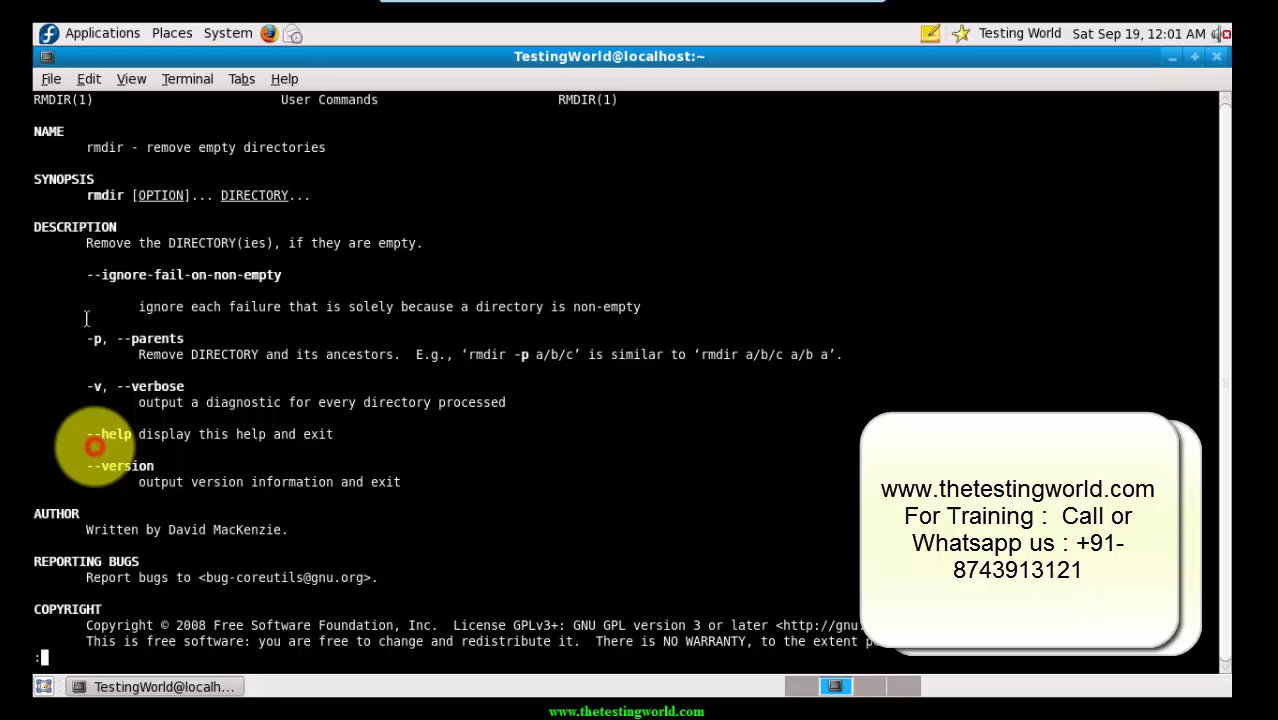 Applications Places System Testing World Sat Sep 19, 12:01 AM
TestingWorld@localhost:~
File Edit View Terminal Tabs Help
RMDIR(1) User Commands RMDIR(1)
NAME
rmdir - remove empty directories
SYNOPSIS
rmdir [OPTION]... DIRECTORY...
DESCRIPTION
Remove the DIRECTORY(ies), if they are empty.
--ignore-fail-on-non-empty
ignore each failure that is solely because a directory is non-empty
-p, --parents
Remove DIRECTORY and its ancestors. E.g., ‘rmdir -p a/b/c’ is similar to ‘rmdir a/b/c a/b a’.
-v, --verbose
output a diagnostic for every directory processed
--help display this help and exit
--version
output version information and exit
AUTHOR
Written by David MacKenzie.
REPORTING BUGS
Report bugs to <bug-coreutils@gnu.org>.
COPYRIGHT
Copyright © 2008 Free Software Foundation, Inc. License GPLv3+: GNU GPL version 3 or later <http://gnu.
This is free software: you are free to change and redistribute it. There is NO WARRANTY, to the extent
:
www.thetestingworld.com
For Training : Call or
Whatsapp us : +91-
8743913121
TestingWorld@localh...
www.thetestingworld.com